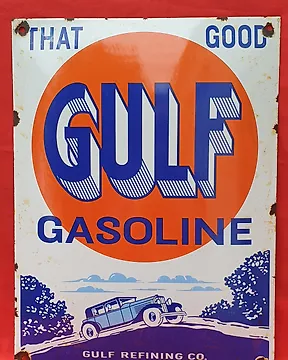 THAT GOOD
GULF
GASOLINE
GULF REFINING CO.